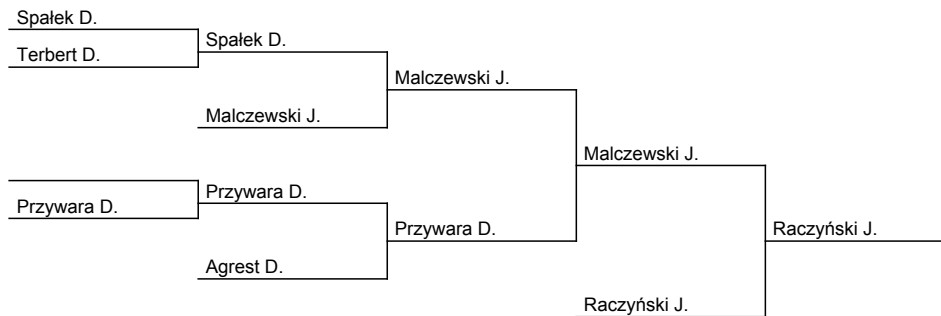 Spałek D.
Terbert D.
Spałek D.
Malczewski J.
Malczewski J.
Przywara D.
Przywara D.
Agrest D.
Przywara D.
Malczewski J.
Raczyński J.
Raczyński J.